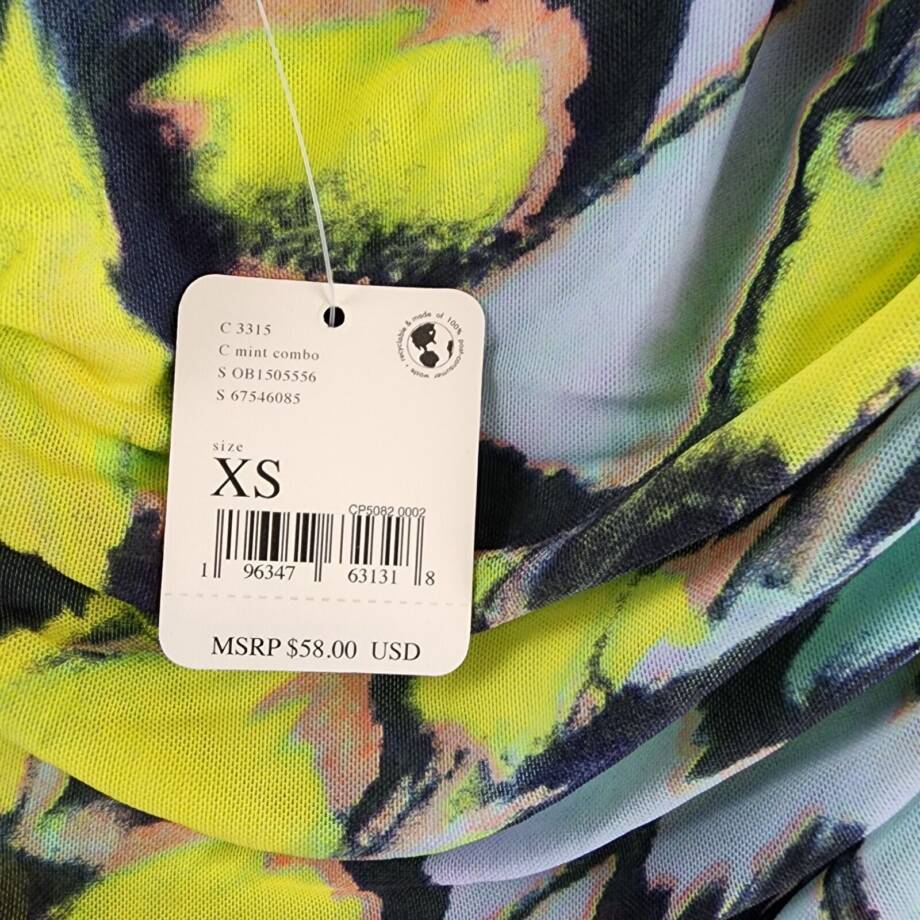 C 3315
C mint combo
S OB1505556
S 67546085
recyclable & made of 100% post-consumer waste
size
XS
CP5082 0002
1 96347 63131 8
MSRP $58.00 USD